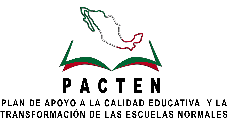 PACTEN
PLAN DE APOYO A LA CALIDAD EDUCATIVA Y LA
TRANSFORMACIÓN DE LAS ESCUELAS NORMALES